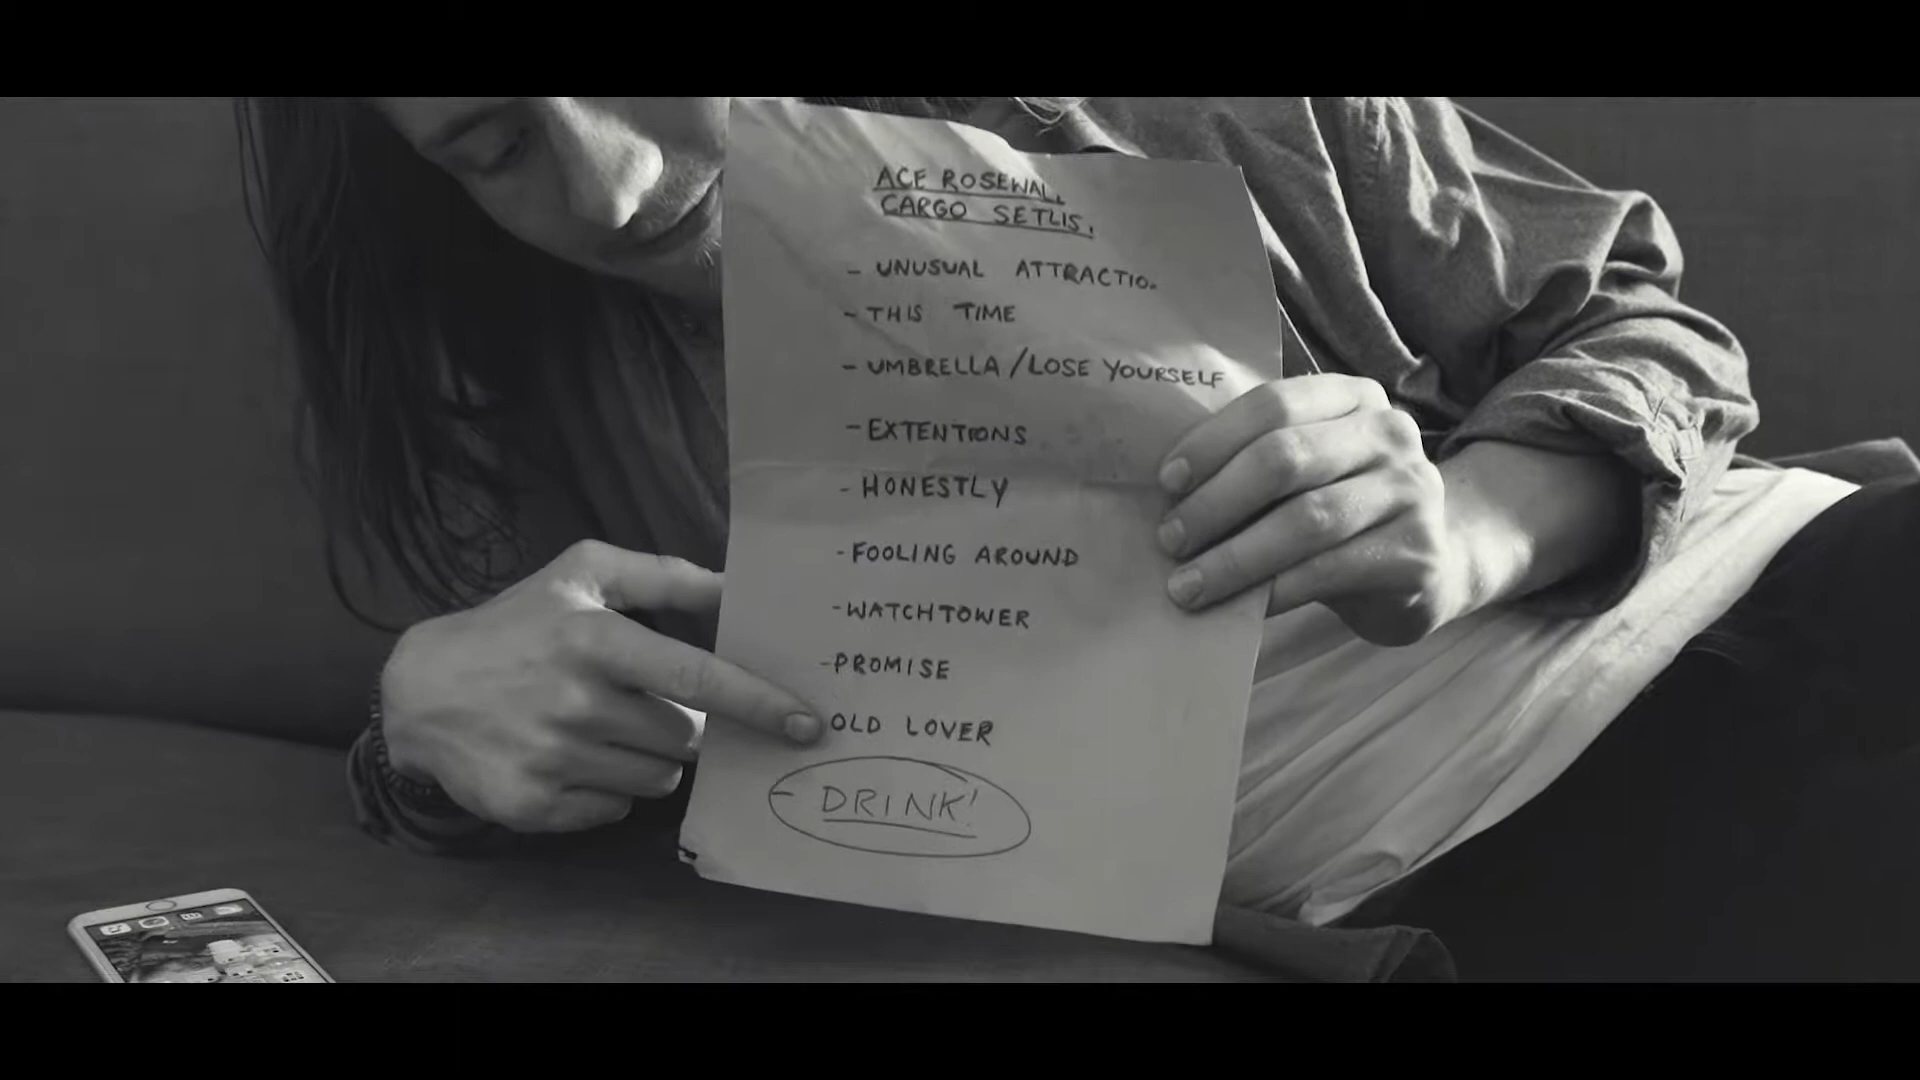 ACE ROSEWAL
CARGO SETLIS.
- UNUSUAL ATTRACTIO.
- THIS TIME
- UMBRELLA / LOSE YOURSELF
- EXTENTIONS
- HONESTLY
- FOOLING AROUND
- WATCHTOWER
- PROMISE
OLD LOVER
- DRINK!